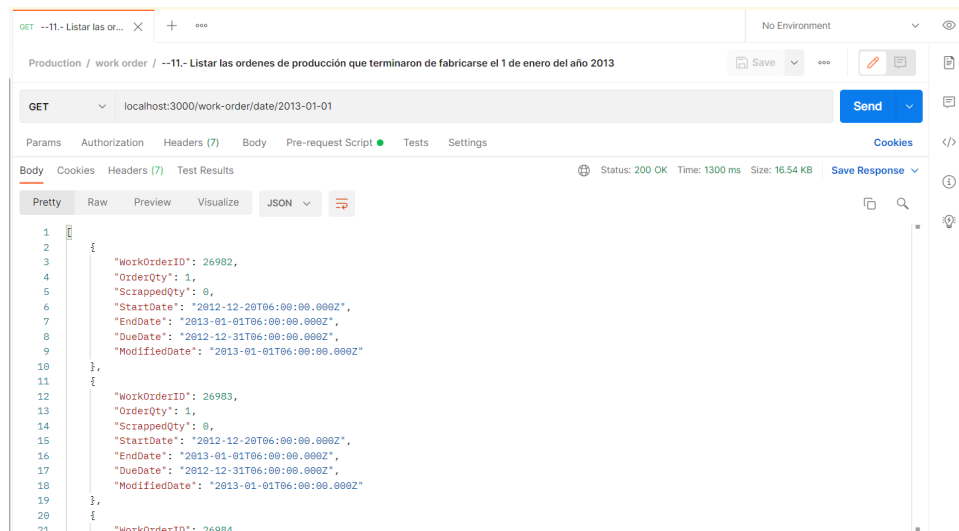 GET --11.- Listar las or... No Environment
Production / work order / --11.- Listar las ordenes de producción que terminaron de fabricarse el 1 de enero del año 2013 Save
GET localhost:3000/work-order/date/2013-01-01 Send
Params Authorization Headers (7) Body Pre-request Script Tests Settings Cookies
Body Cookies Headers (7) Test Results Status: 200 OK Time: 1300 ms Size: 16.54 KB Save Response
Pretty Raw Preview Visualize JSON
1 [
2 {
3 "WorkOrderID": 26982,
4 "OrderQty": 1,
5 "ScrappedQty": 0,
6 "StartDate": "2012-12-20T06:00:00.000Z",
7 "EndDate": "2013-01-01T06:00:00.000Z",
8 "DueDate": "2012-12-31T06:00:00.000Z",
9 "ModifiedDate": "2013-01-01T06:00:00.000Z"
10 },
11 {
12 "WorkOrderID": 26983,
13 "OrderQty": 1,
14 "ScrappedQty": 0,
15 "StartDate": "2012-12-20T06:00:00.000Z",
16 "EndDate": "2013-01-01T06:00:00.000Z",
17 "DueDate": "2012-12-31T06:00:00.000Z",
18 "ModifiedDate": "2013-01-01T06:00:00.000Z"
19 },
20 {
21 "WorkOrderID": 26984,